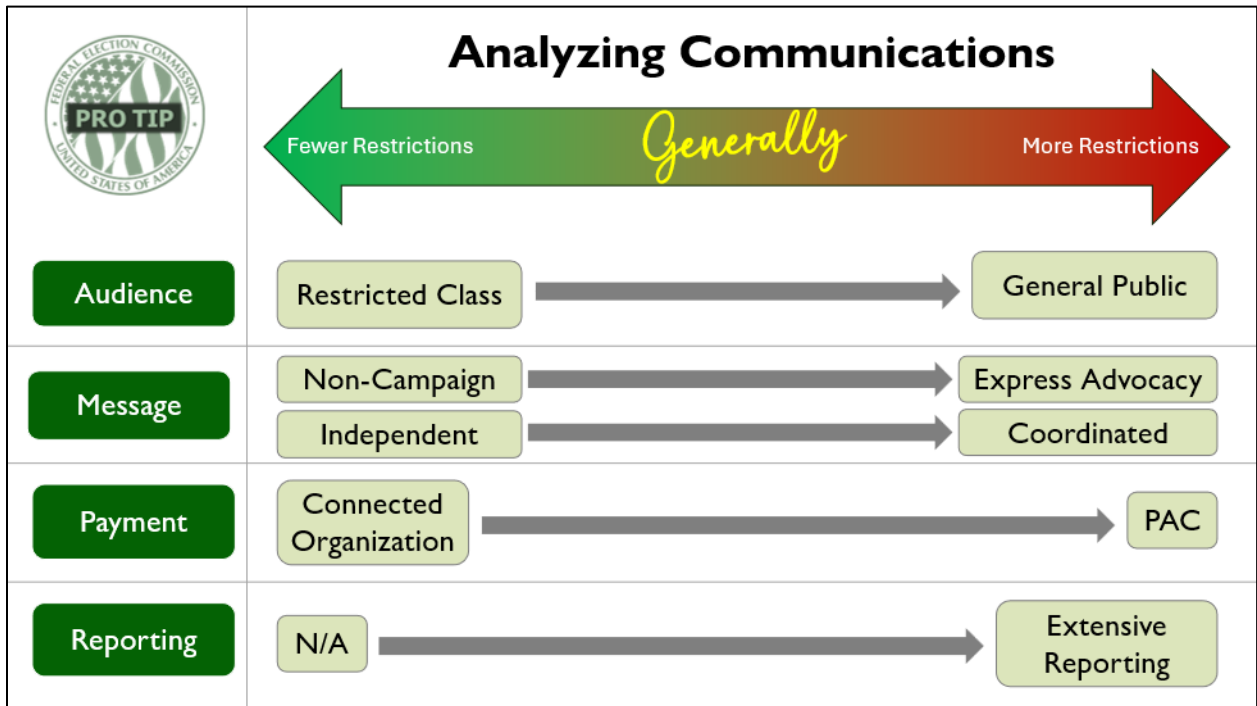 FEDERAL ELECTION COMMISSION
PRO TIP
UNITED STATES OF AMERICA
Analyzing Communications
Fewer Restrictions
Generally
More Restrictions
Audience
Restricted Class
General Public
Message
Non-Campaign
Express Advocacy
Independent
Coordinated
Payment
Connected
Organization
PAC
Reporting
N/A
Extensive
Reporting